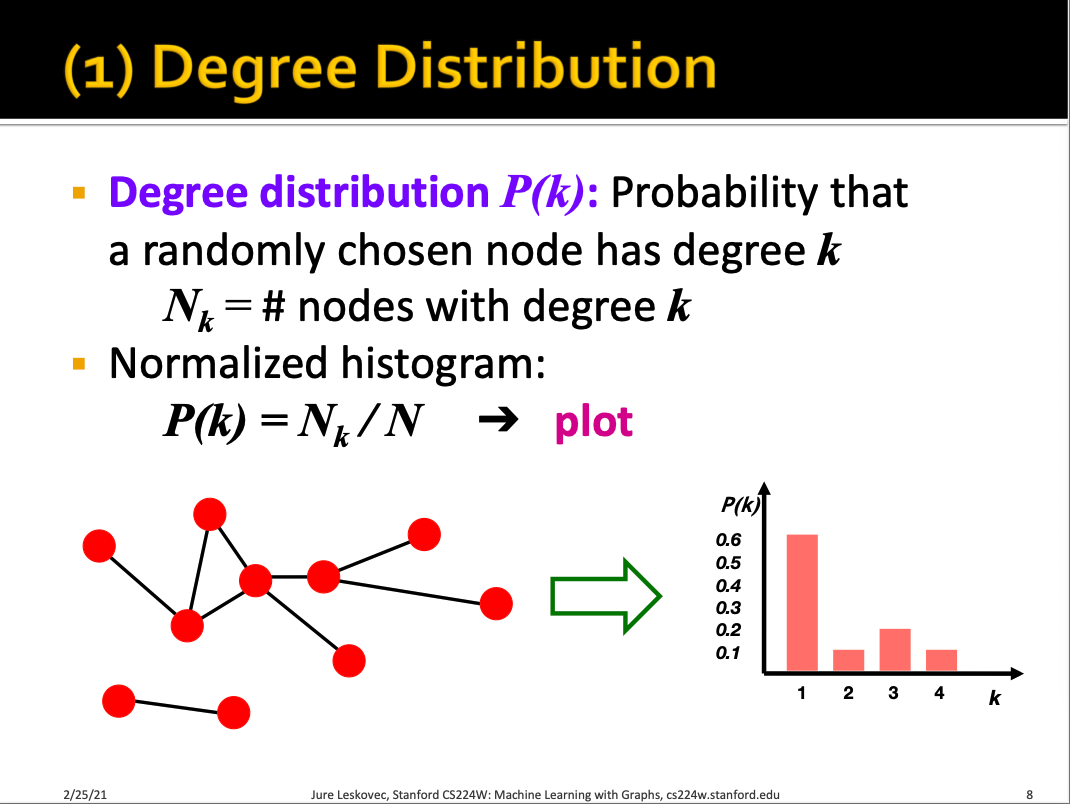 (1) Degree Distribution
▪ Degree distribution P(k): Probability that
a randomly chosen node has degree k
Nₖ = # nodes with degree k
▪ Normalized histogram:
P(k) = Nₖ / N ➔ plot
P(k)
0.6
0.5
0.4
0.3
0.2
0.1
1 2 3 4 k
2/25/21 Jure Leskovec, Stanford CS224W: Machine Learning with Graphs, cs224w.stanford.edu 8